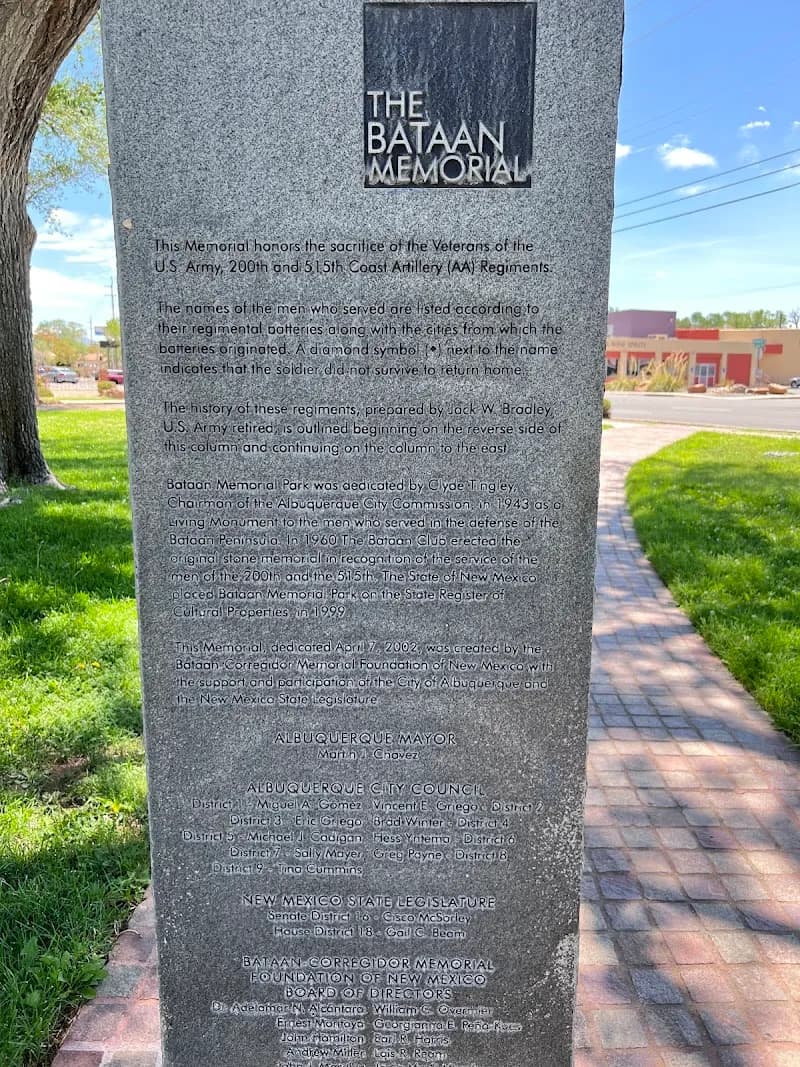 THE
BATAAN
MEMORIAL
This Memorial honors the sacrifice of the Veterans of the
U.S. Army, 200th and 515th Coast Artillery (AA) Regiments.
The names of the men who served are listed according to
their regimental batteries along with the cities from which the
batteries originated. A diamond symbol (♦) next to the name
indicates that the soldier did not survive to return home.
The history of these regiments, prepared by Jack W. Bradley,
U.S. Army retired, is outlined beginning on the reverse side of
this column and continuing on the column to the east.
Bataan Memorial Park was dedicated by Clyde Tingley,
Chairman of the Albuquerque City Commission, in 1943 as a
Living Monument to the men who served in the defense of the
Bataan Peninsula. In 1960 The Bataan Club erected the
original stone memorial in recognition of the service of the
men of the 200th and the 515th. The State of New Mexico
placed Bataan Memorial Park on the State Register of
Cultural Properties, in 1999.
This Memorial, dedicated April 7, 2002, was created by the
Bataan-Corregidor Memorial Foundation of New Mexico with
the support and participation of the City of Albuquerque and
the New Mexico State Legislature.
ALBUQUERQUE MAYOR
Martin J. Chavez
ALBUQUERQUE CITY COUNCIL
District 1 - Miguel A. Gomez Vincent E. Griego - District 2
District 3 - Eric Griego Brad Winter - District 4
District 5 - Michael J. Cadigan Hess Yntema - District 6
District 7 - Sally Mayer Greg Payne - District 8
District 9 - Tina Cummins
NEW MEXICO STATE LEGISLATURE
Senate District 16 - Cisco McSorley
House District 18 - Gail C. Beam
BATAAN-CORREGIDOR MEMORIAL
FOUNDATION OF NEW MEXICO
BOARD OF DIRECTORS
Dr. Adelamar N. Alcantara William C. Overmier
Ernest Montoya Georgianna E. Peña-Kues
John Hamilton Earl R. Harris
Andrew Miller Lois R. Ream